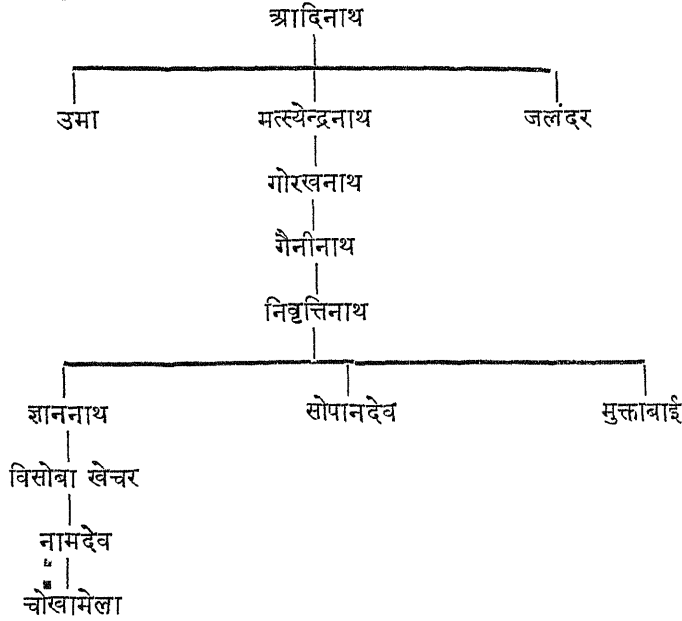 आदिनाथ
उमा मत्स्येन्द्रनाथ जलंदर
गोरखनाथ
गैनीनाथ
निवृत्तिनाथ
ज्ञाननाथ सोपानदेव मुक्ताबाई
विसोबा खेचर
नामदेव
चोखामेला